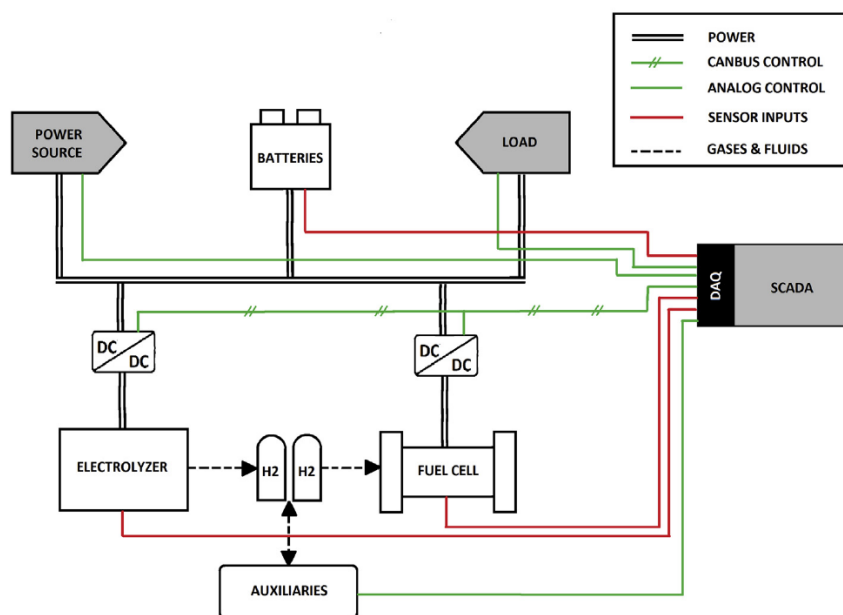 POWER
CANBUS CONTROL
ANALOG CONTROL
SENSOR INPUTS
GASES & FLUIDS
POWER
SOURCE
BATTERIES
LOAD
DAQ
SCADA
DC
DC
DC
DC
ELECTROLYZER
H2
H2
FUEL CELL
AUXILIARIES